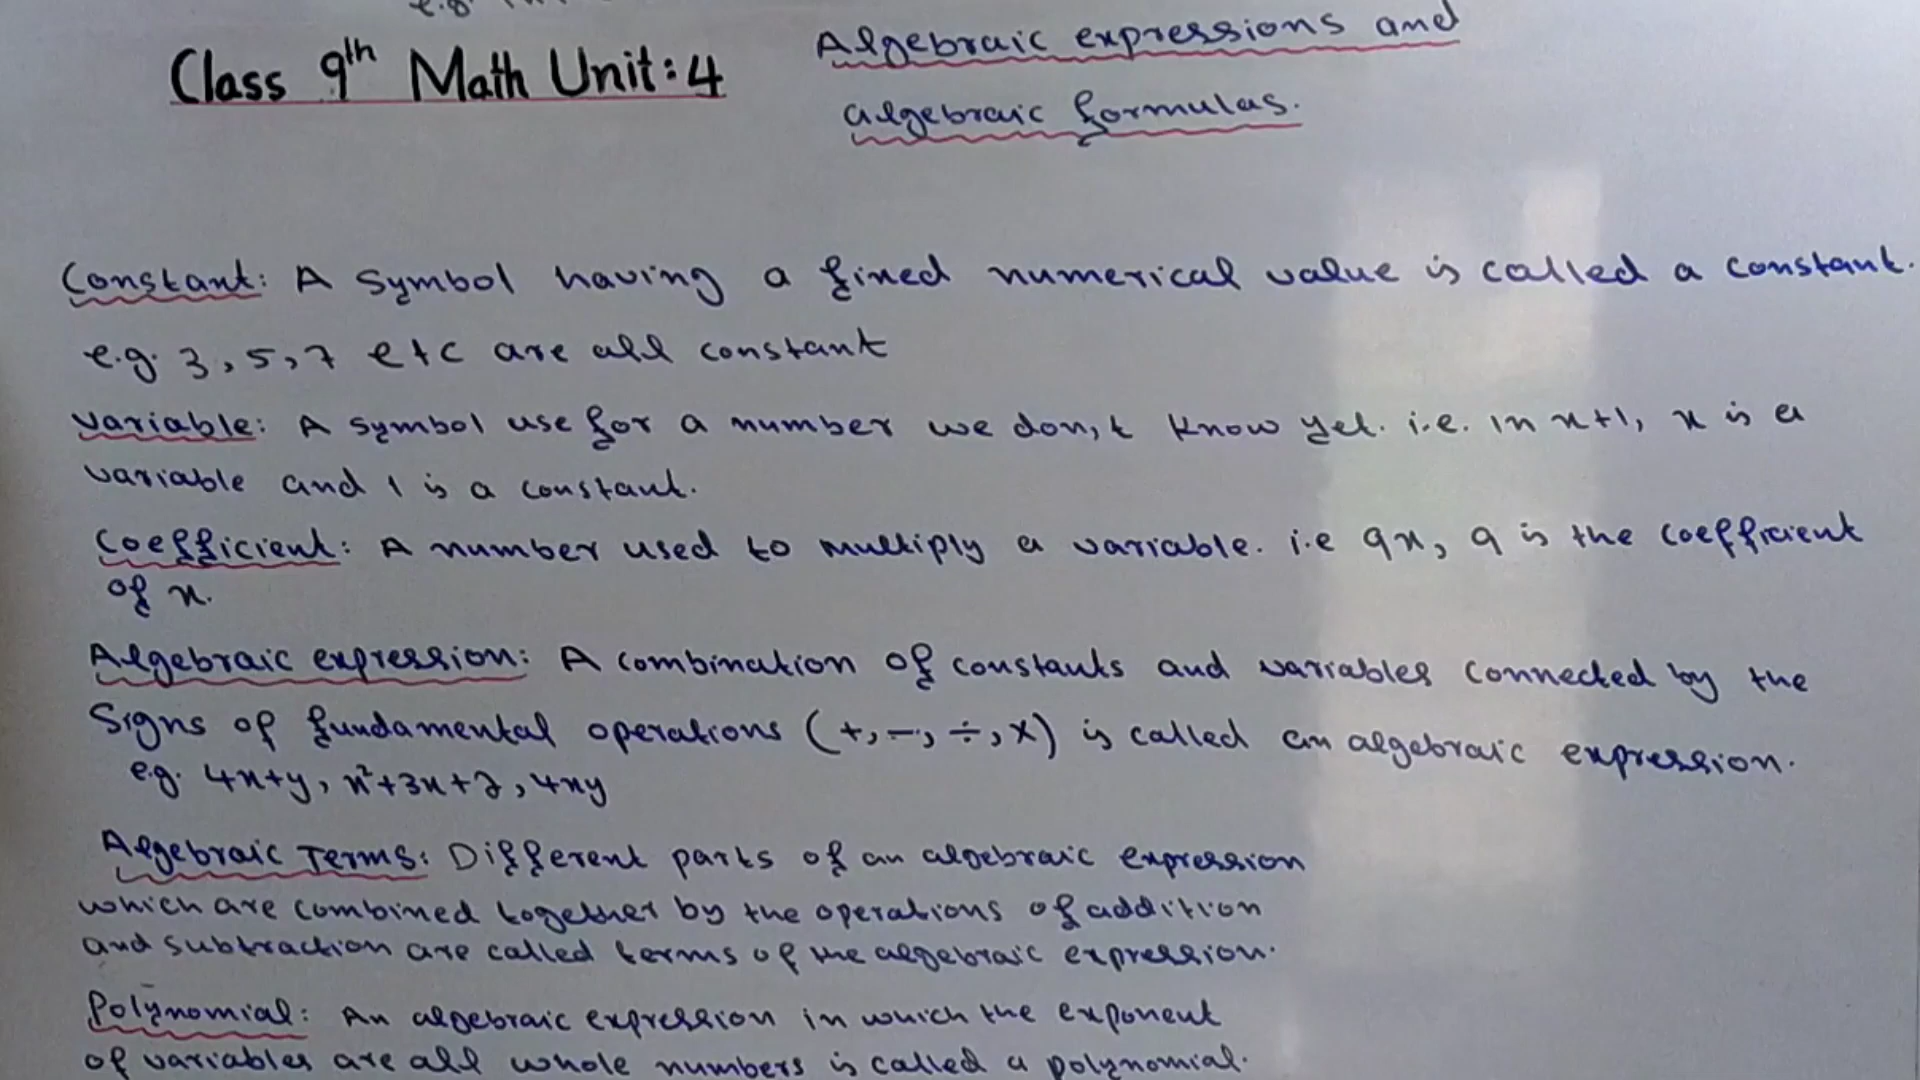 e.g.
Class 9th Math Unit:4
Algebraic expressions and
algebraic formulas.
Constant: A Symbol having a fixed numerical value is called a constant.
e.g. 3, 5, 7 etc are all constant
Variable: A symbol use for a number we don,t know yet. i.e. in x+1, x is a
variable and 1 is a constant.
Coefficient: A number used to multiply a variable. i.e 9x, 9 is the coefficient
of x.
Algebraic expression: A combination of constants and variables connected by the
Signs of fundamental operations (+, -, ÷, x) is called an algebraic expression.
e.g. 4x+y, x²+3x+2, 4xy
Algebraic Terms: Different parts of an algebraic expression
which are combined together by the operations of addition
and subtraction are called terms of the algebraic expression.
Polynomial: An algebraic expression in which the exponent
of variables are all whole numbers is called a polynomial.